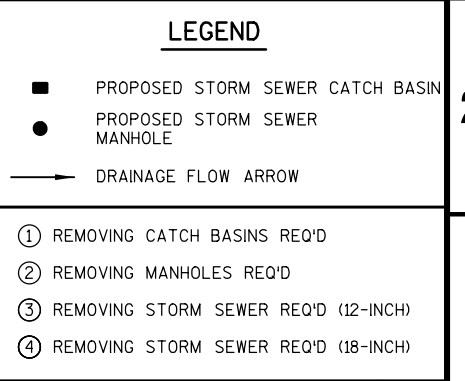 LEGEND
PROPOSED STORM SEWER CATCH BASIN
PROPOSED STORM SEWER
MANHOLE
DRAINAGE FLOW ARROW
1 REMOVING CATCH BASINS REQ'D
2 REMOVING MANHOLES REQ'D
3 REMOVING STORM SEWER REQ'D (12-INCH)
4 REMOVING STORM SEWER REQ'D (18-INCH)